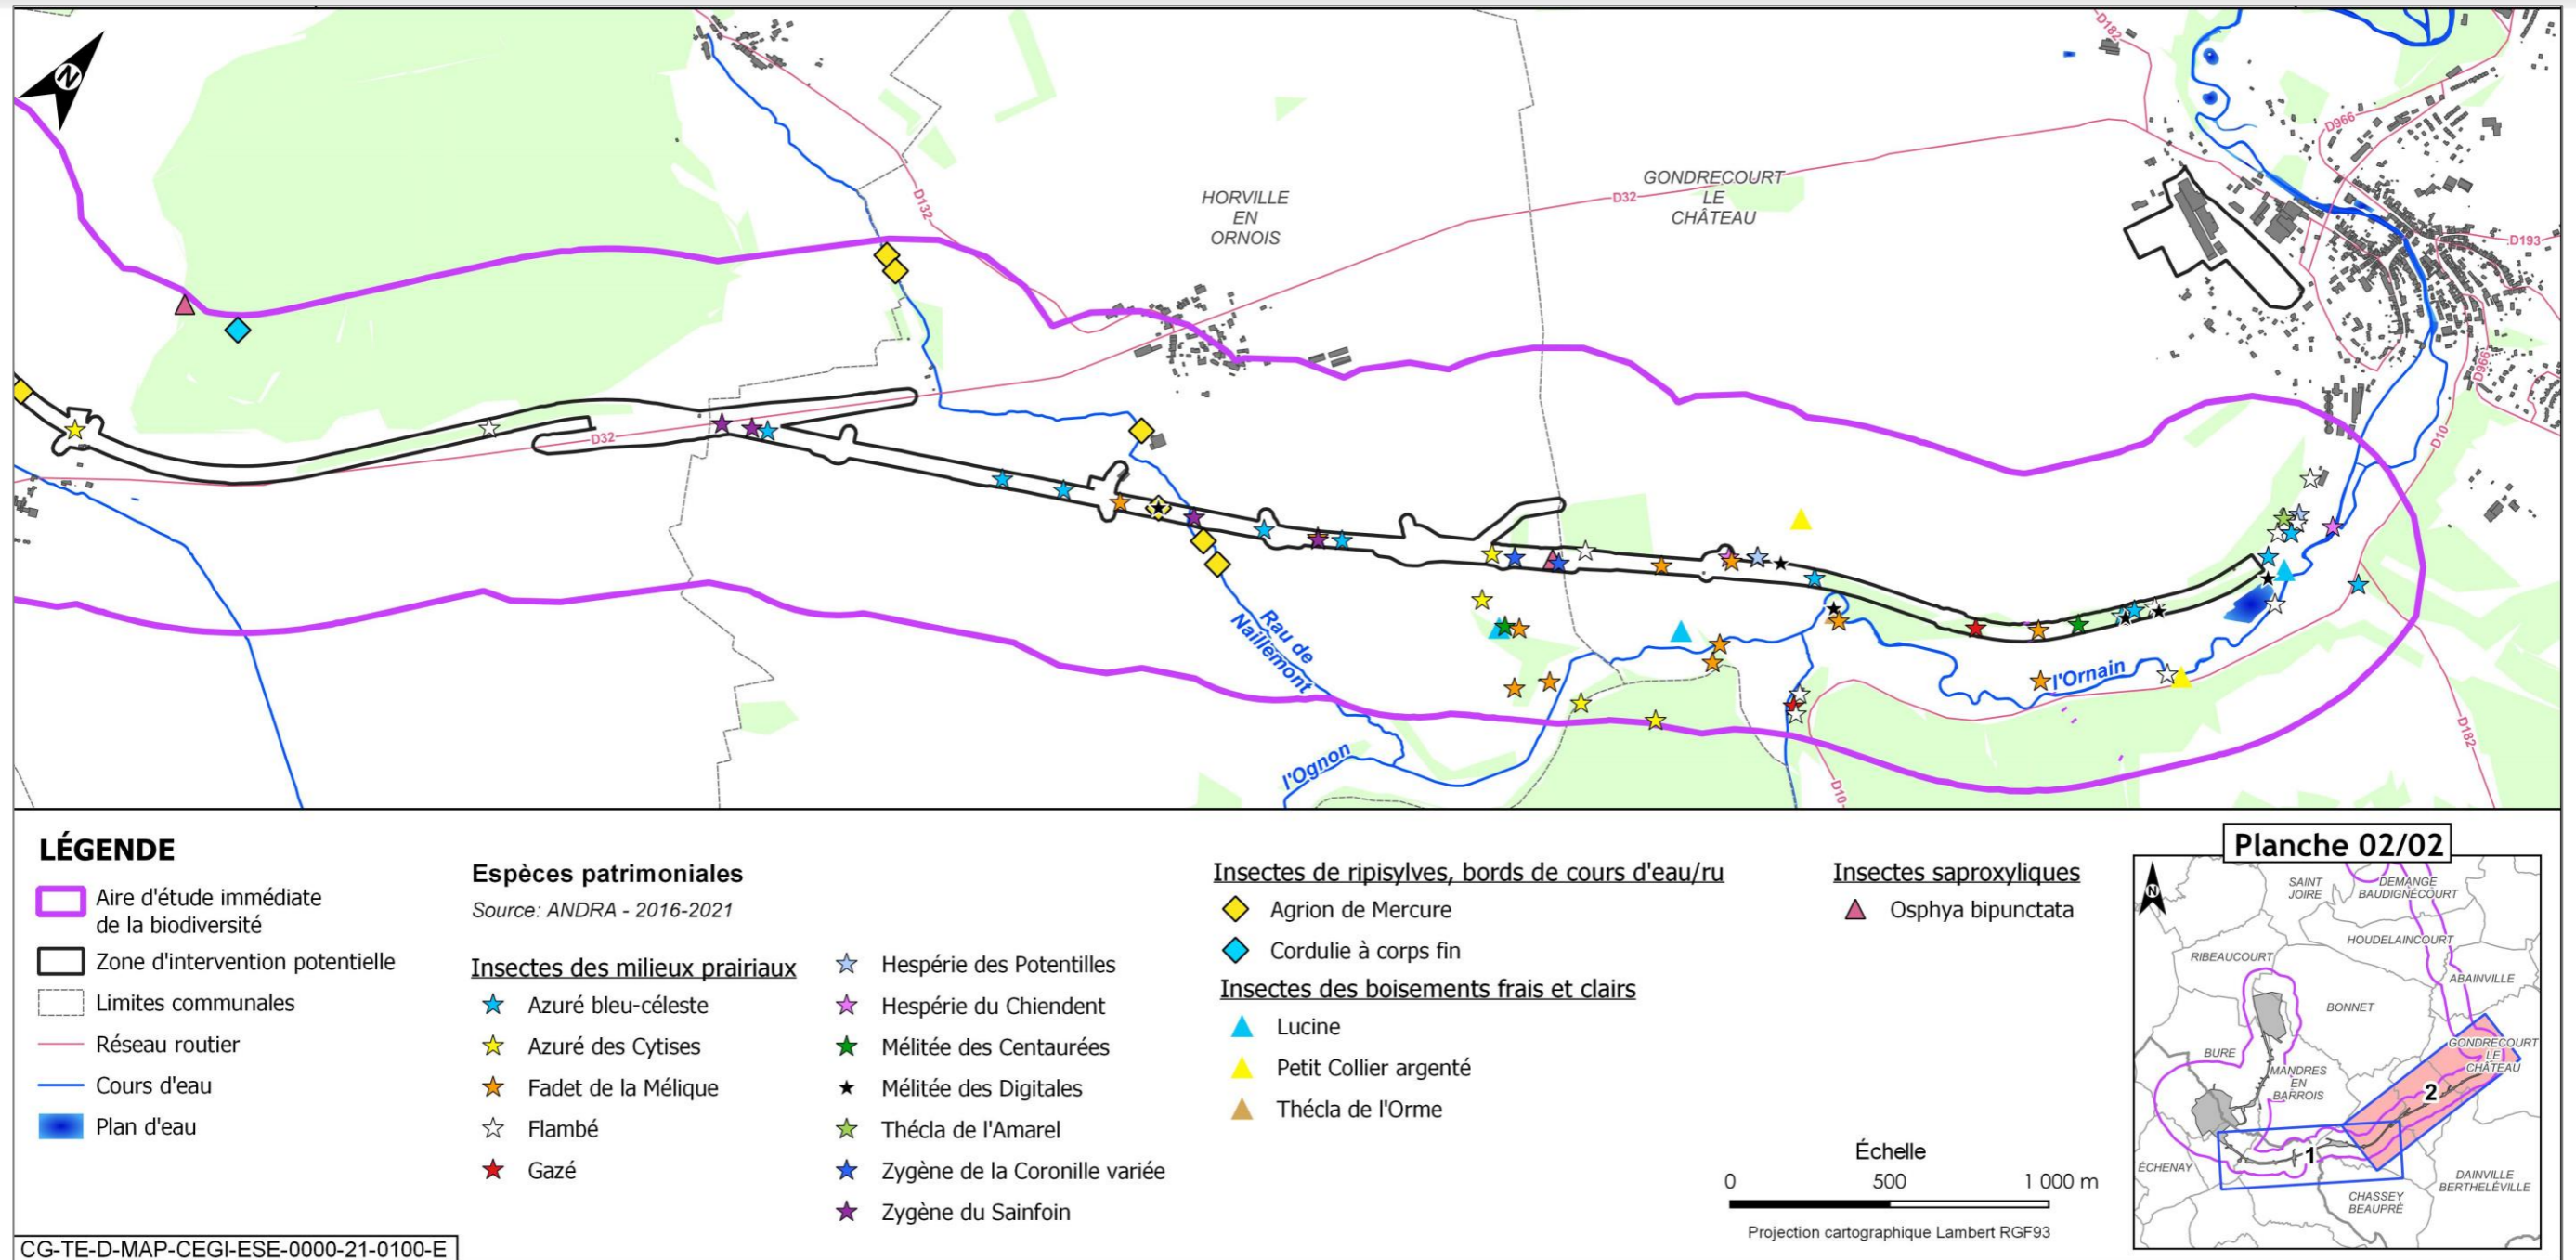 N
D182
D966
D132
HORVILLE
EN
ORNOIS
GONDRECOURT
LE
CHÂTEAU
D32
D193
D966
D32
D10
Rau de
Naillemont
l'Ornain
l'Ognon
D10
D182
LÉGENDE
Aire d'étude immédiate
de la biodiversité
Zone d'intervention potentielle
Limites communales
Réseau routier
Cours d'eau
Plan d'eau
Espèces patrimoniales
Source: ANDRA - 2016-2021
Insectes des milieux prairiaux
Azuré bleu-céleste
Azuré des Cytises
Fadet de la Mélique
Flambé
Gazé
Hespérie des Potentilles
Hespérie du Chiendent
Mélitée des Centaurées
Mélitée des Digitales
Thécla de l'Amarel
Zygène de la Coronille variée
Zygène du Sainfoin
Insectes de ripisylves, bords de cours d'eau/ru
Agrion de Mercure
Cordulie à corps fin
Insectes des boisements frais et clairs
Lucine
Petit Collier argenté
Thécla de l'Orme
Insectes saproxyliques
Osphya bipunctata
Échelle
0 500 1 000 m
Projection cartographique Lambert RGF93
Planche 02/02
N
SAINT
JOIRE
DEMANGE
BAUDIGNÉCOURT
HOUDELAINCOURT
RIBEAUCOURT
ABAINVILLE
BONNET
GONDRECOURT
LE
CHÂTEAU
BURE
MANDRES
EN
BARROIS
2
1
ÉCHENAY
DAINVILLE
BERTHELÉVILLE
CHASSEY
BEAUPRÉ
CG-TE-D-MAP-CEGI-ESE-0000-21-0100-E